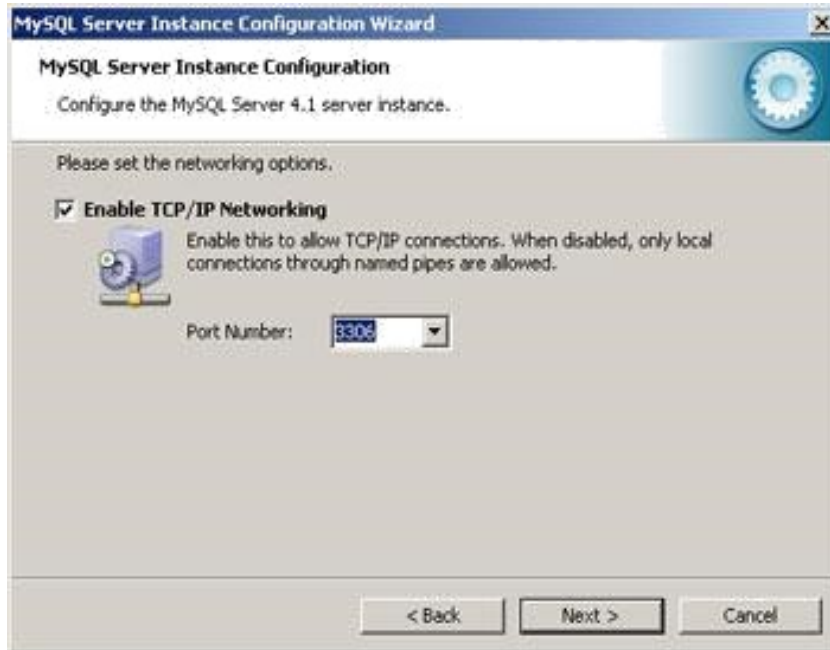 MySQL Server Instance Configuration Wizard
MySQL Server Instance Configuration
Configure the MySQL Server 4.1 server instance.
Please set the networking options.
Enable TCP/IP Networking
Enable this to allow TCP/IP connections. When disabled, only local
connections through named pipes are allowed.
Port Number: 3306
< Back Next > Cancel